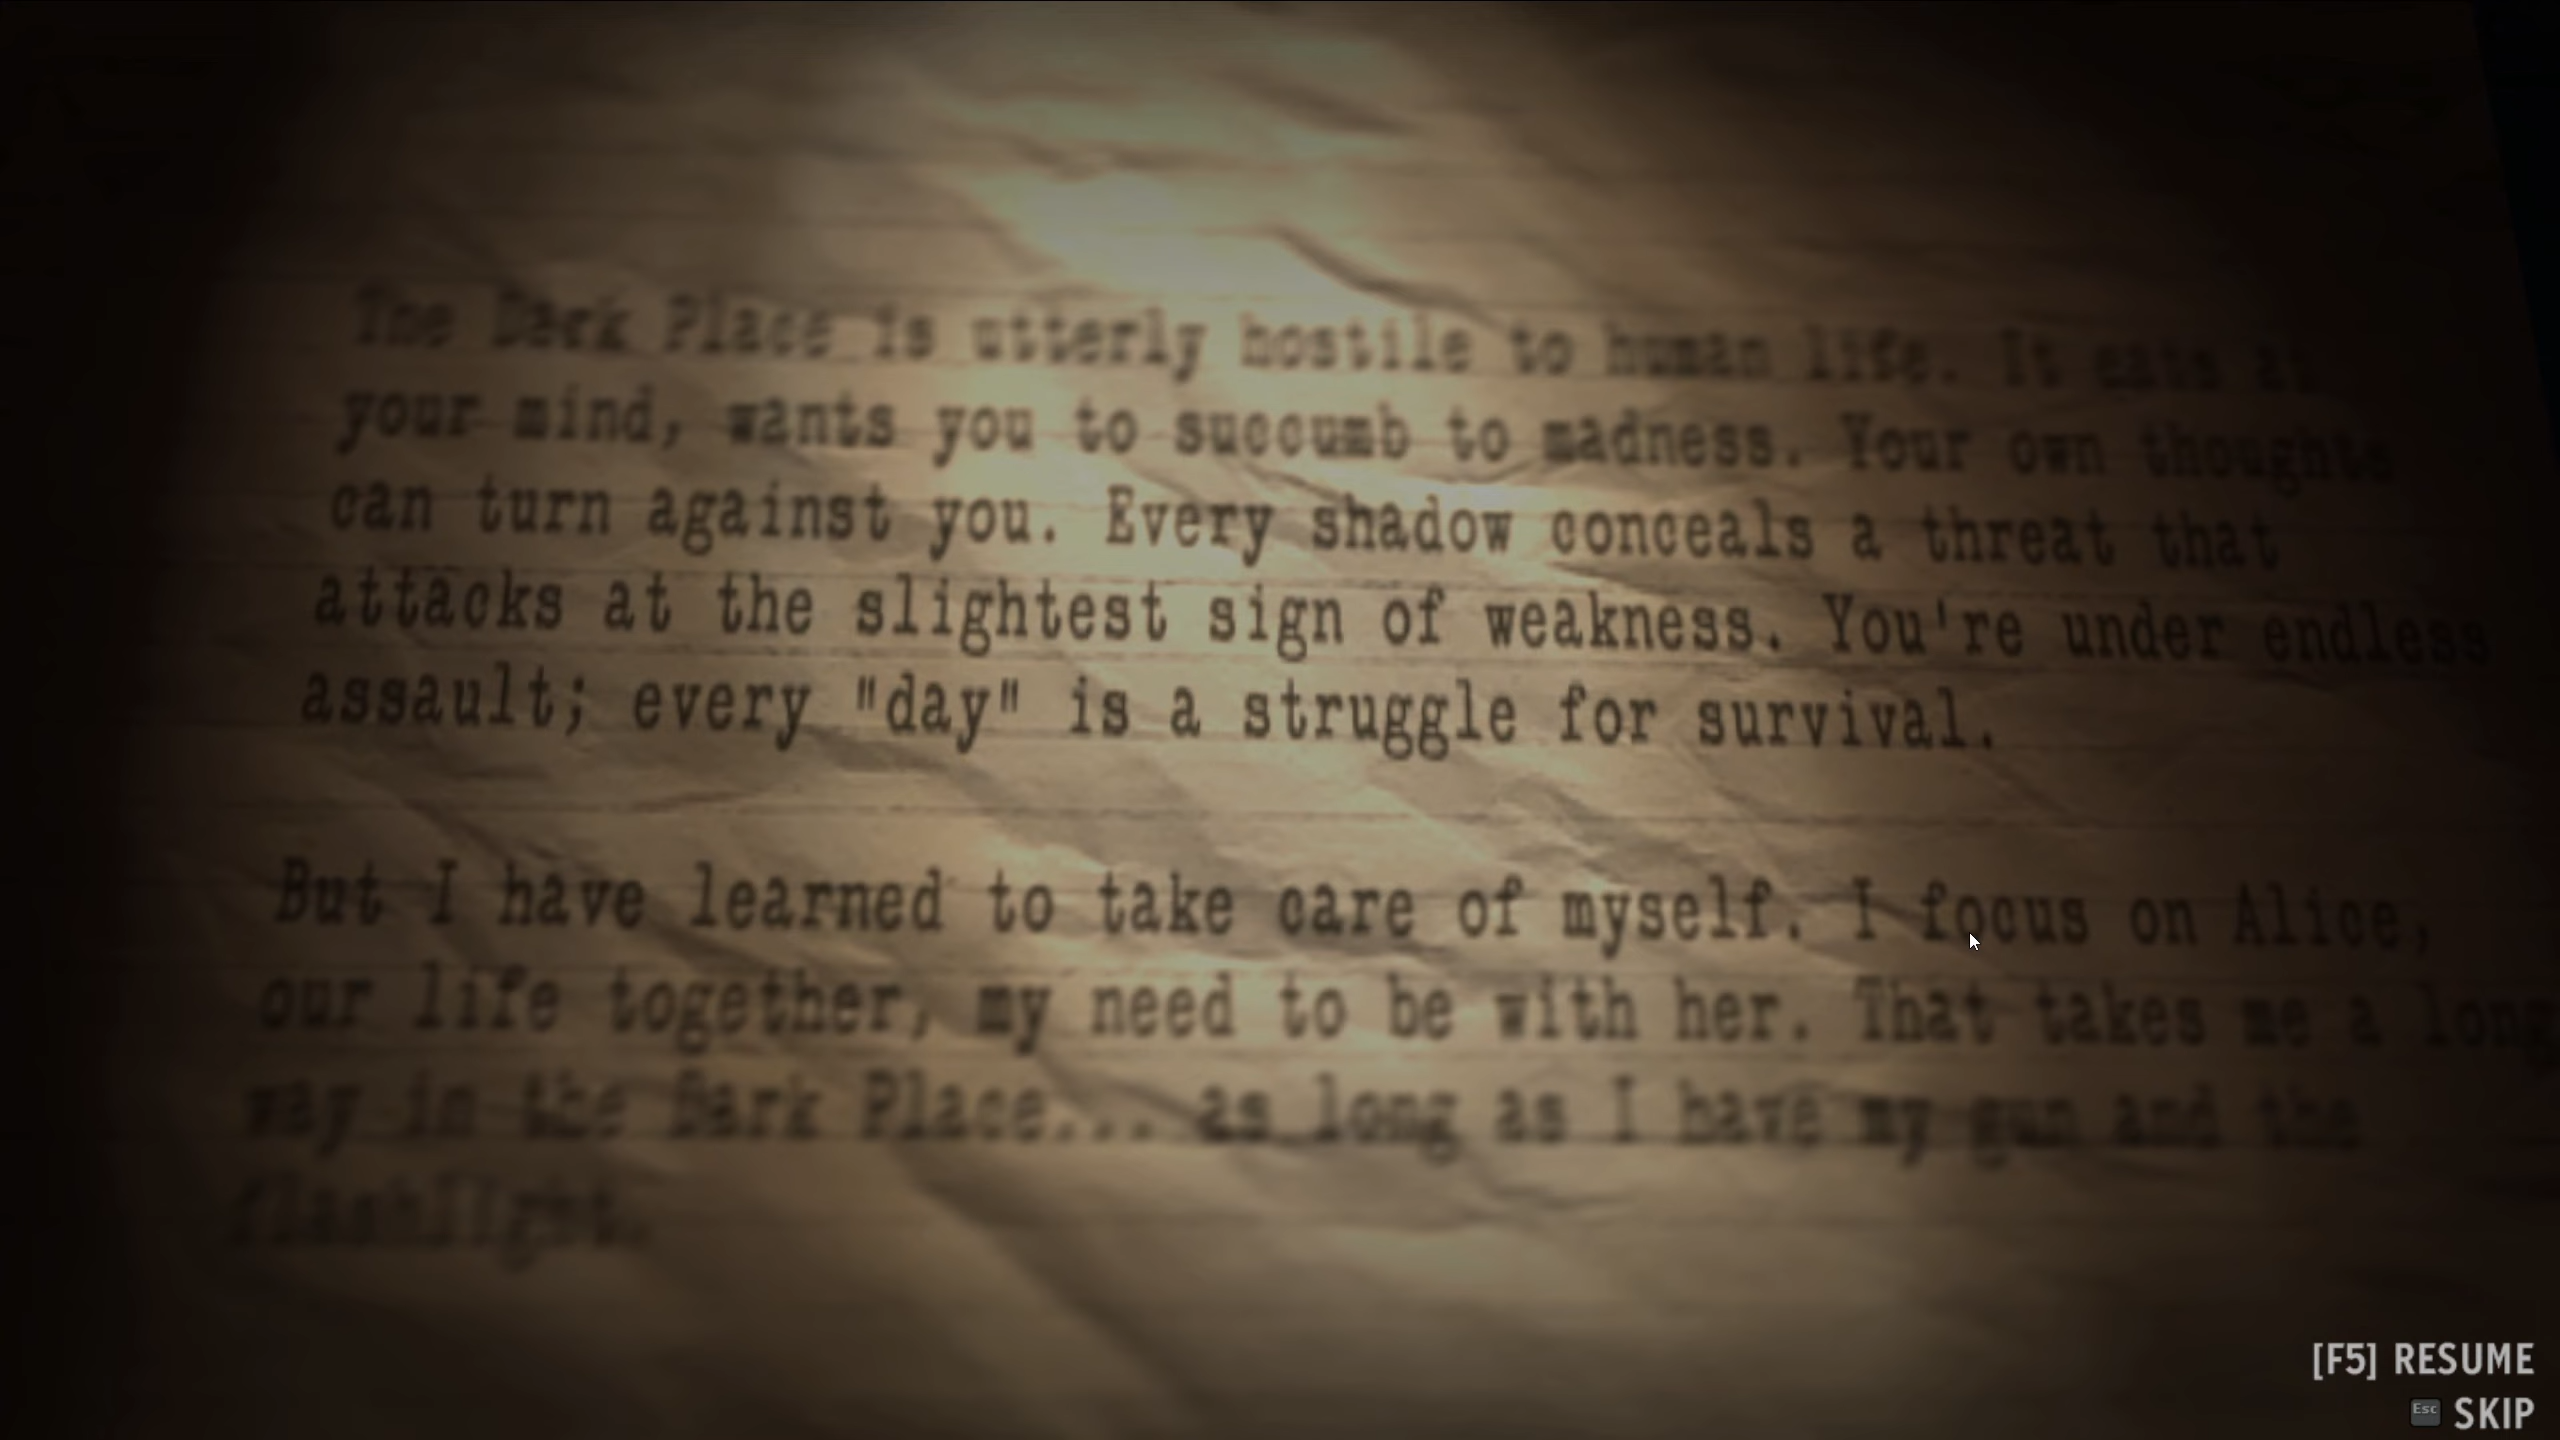 The Dark Place is utterly hostile to human life. It eats at
your mind, wants you to succumb to madness. Your own thoughts
can turn against you. Every shadow conceals a threat that
attacks at the slightest sign of weakness. You're under endless
assault; every "day" is a struggle for survival.
But I have learned to take care of myself. I focus on Alice,
our life together, my need to be with her. That takes me a long
way in the Dark Place... as long as I have my gun and the
flashlight.
[F5] RESUME
Esc SKIP